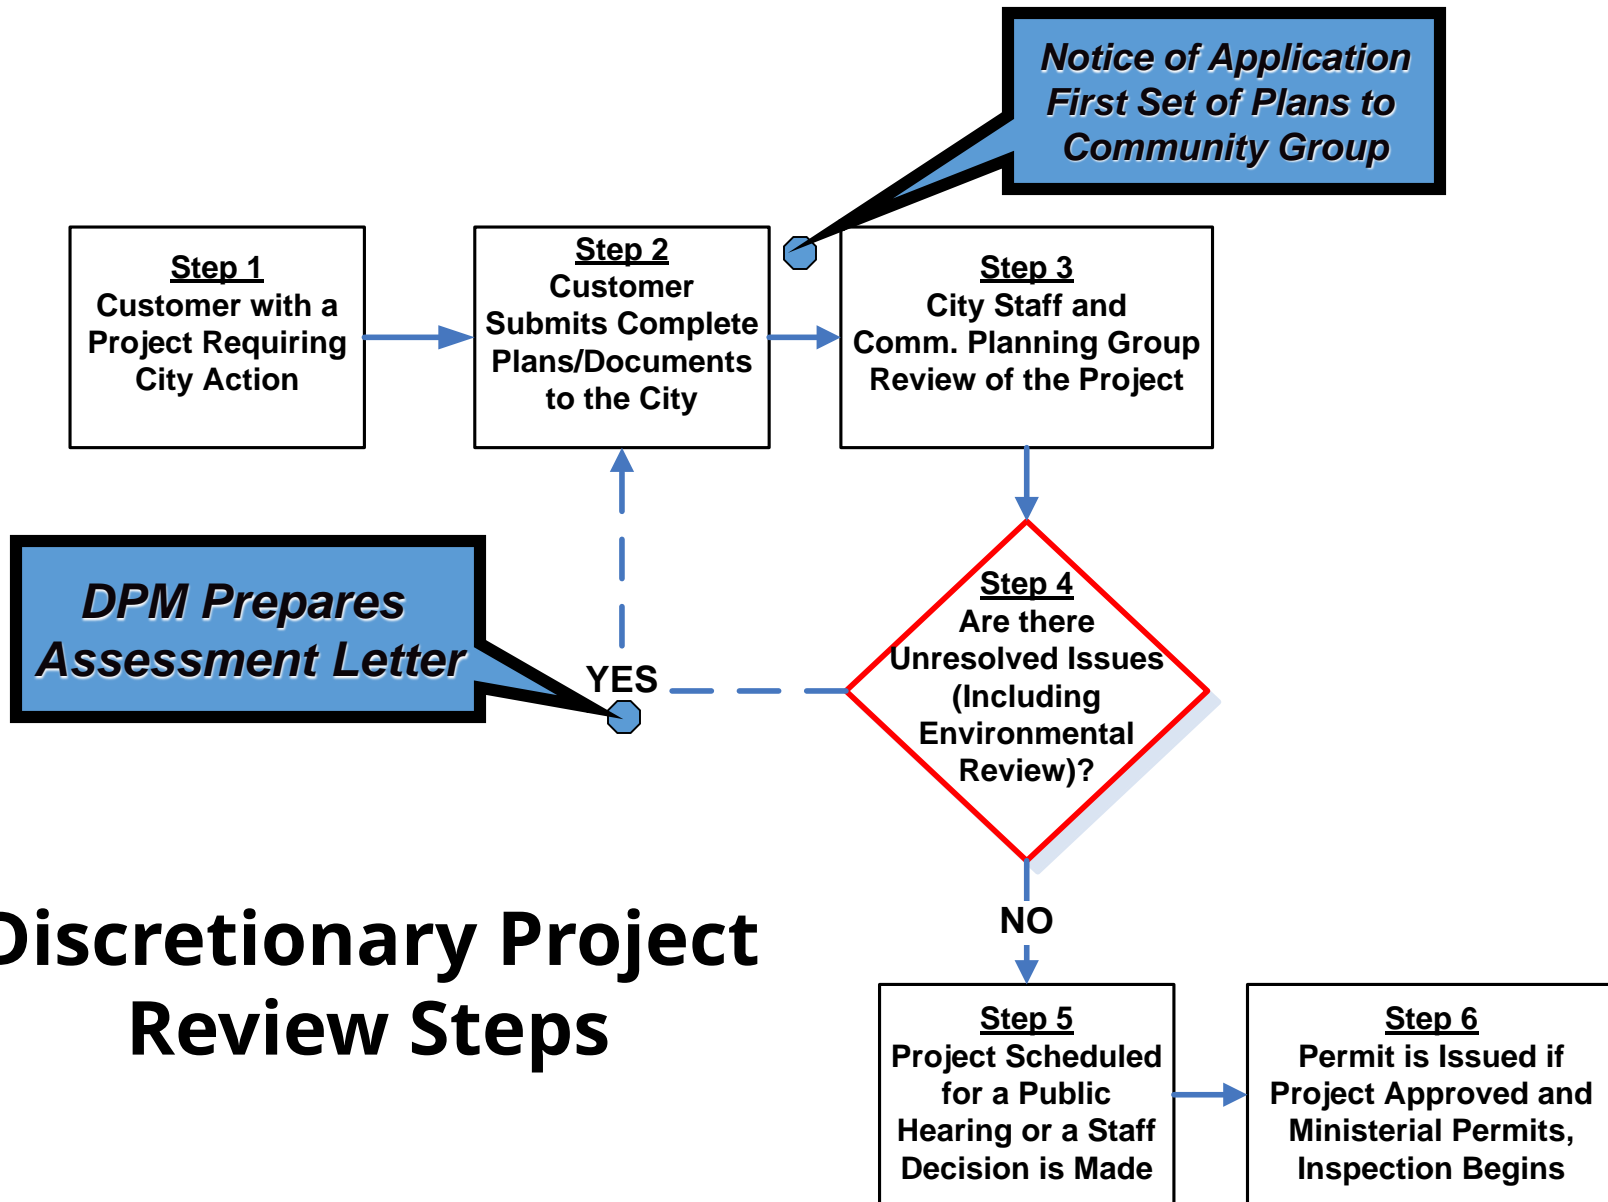 Notice of Application
First Set of Plans to
Community Group
Step 1
Customer with a
Project Requiring
City Action
Step 2
Customer
Submits Complete
Plans/Documents
to the City
Step 3
City Staff and
Comm. Planning Group
Review of the Project
DPM Prepares
Assessment Letter
YES
Step 4
Are there
Unresolved Issues
(Including
Environmental
Review)?
NO
Discretionary Project
Review Steps
Step 5
Project Scheduled
for a Public
Hearing or a Staff
Decision is Made
Step 6
Permit is Issued if
Project Approved and
Ministerial Permits,
Inspection Begins